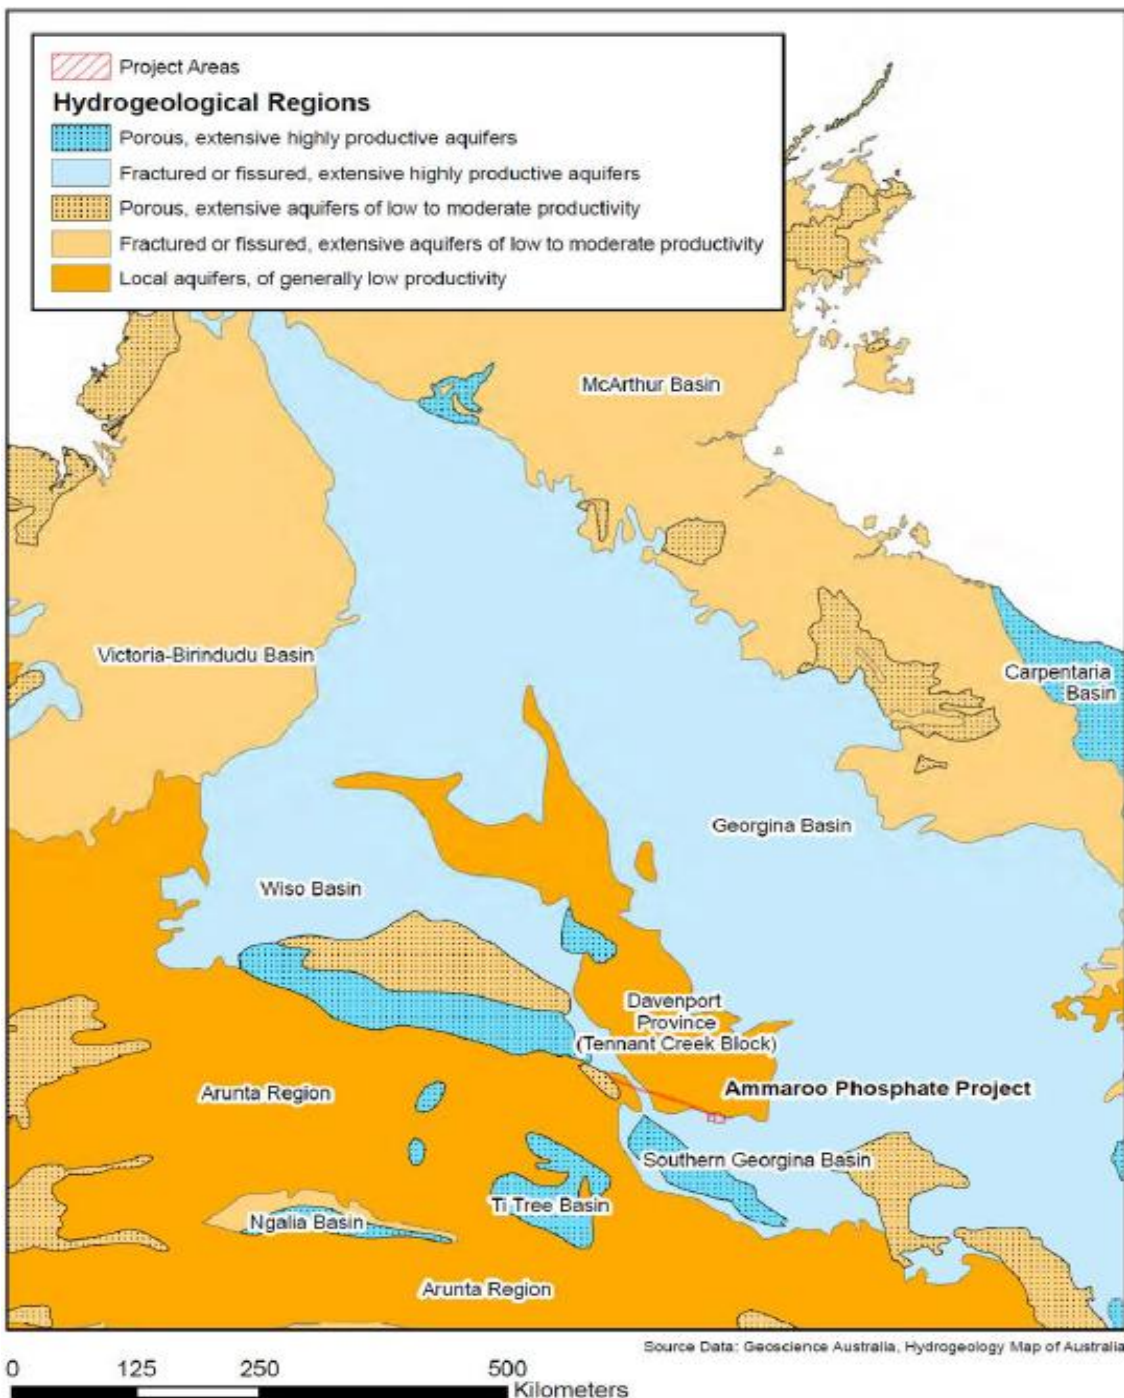 Project Areas
Hydrogeological Regions
Porous, extensive highly productive aquifers
Fractured or fissured, extensive highly productive aquifers
Porous, extensive aquifers of low to moderate productivity
Fractured or fissured, extensive aquifers of low to moderate productivity
Local aquifers, of generally low productivity
McArthur Basin
Victoria-Birindudu Basin
Carpentaria
Basin
Georgina Basin
Wiso Basin
Davenport
Province
(Tennant Creek Block)
Ammaroo Phosphate Project
Arunta Region
Southern Georgina Basin
Ti Tree Basin
Ngalia Basin
Arunta Region
Source Data: Geoscience Australia, Hydrogeology Map of Australia
0 125 250 500
Kilometers